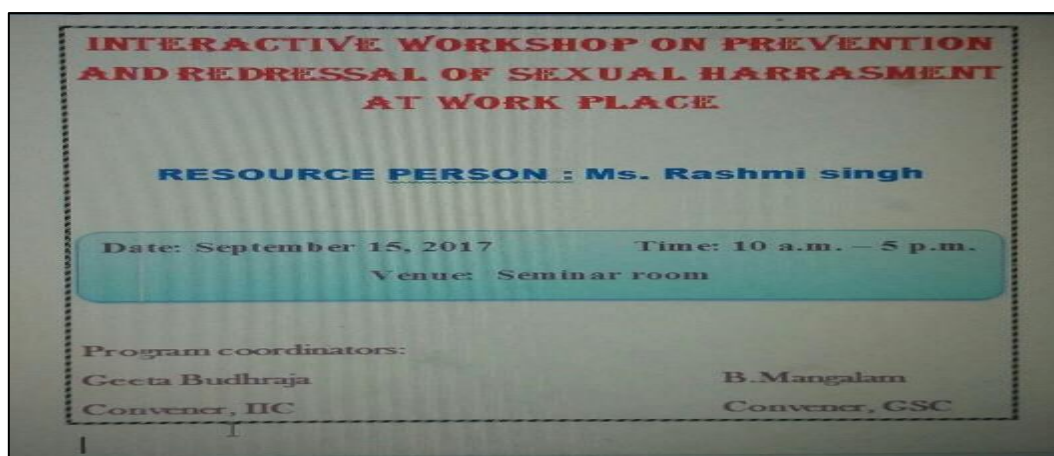 INTERACTIVE WORKSHOP ON PREVENTION
AND REDRESSAL OF SEXUAL HARRASMENT
AT WORK PLACE
RESOURCE PERSON : Ms. Rashmi singh
Date: September 15, 2017 Time: 10 a.m. – 5 p.m.
Venue: Seminar room
Program coordinators:
Geeta Budhraja B.Mangalam
Convener, IIC Convener, GSC